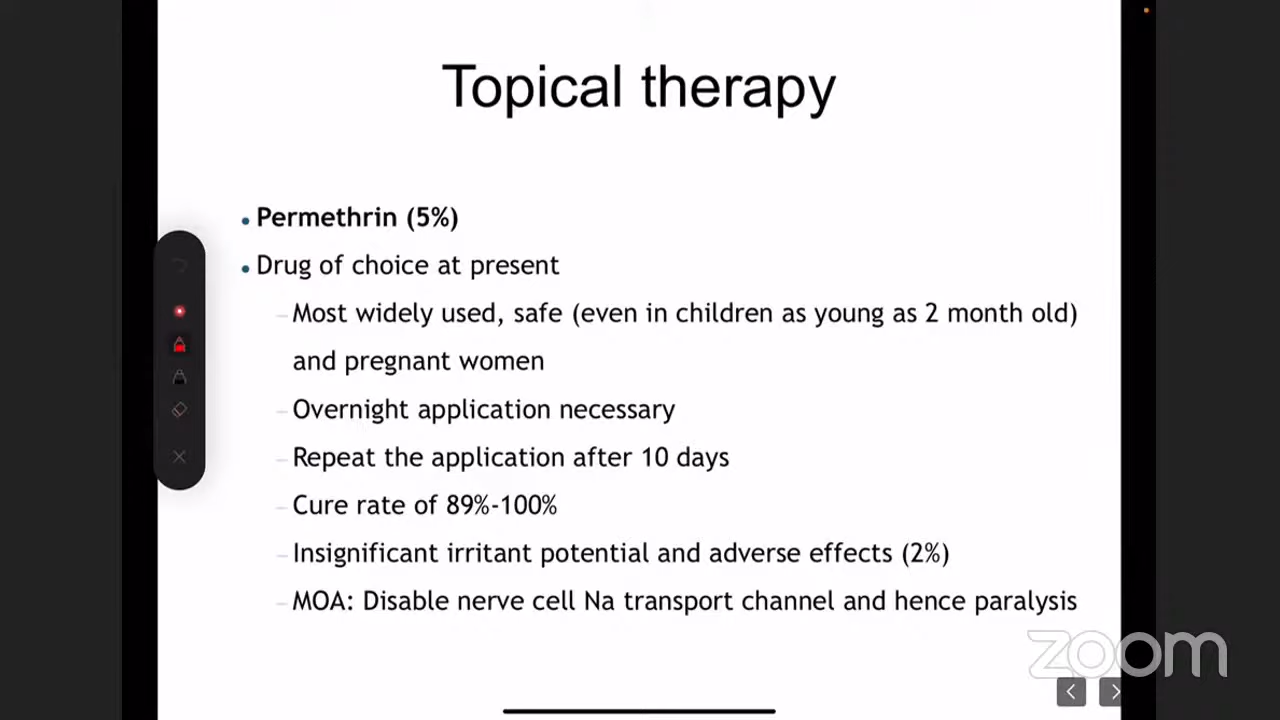 Topical therapy
• Permethrin (5%)
• Drug of choice at present
– Most widely used, safe (even in children as young as 2 month old)
and pregnant women
– Overnight application necessary
– Repeat the application after 10 days
– Cure rate of 89%-100%
– Insignificant irritant potential and adverse effects (2%)
– MOA: Disable nerve cell Na transport channel and hence paralysis
zoom